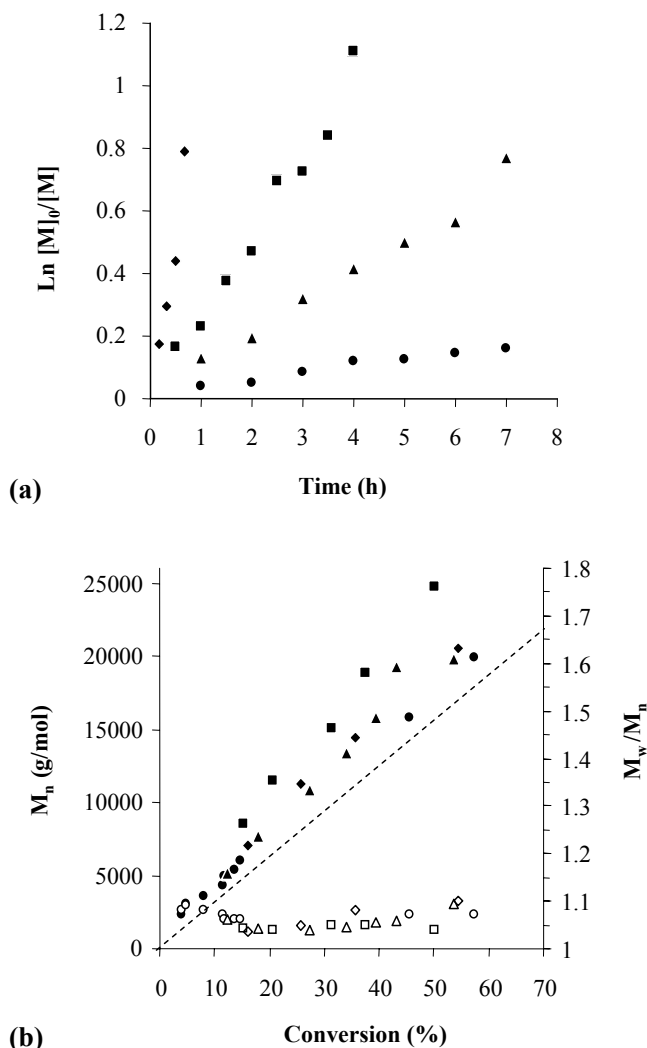 1.2
1
0.8
0.6
0.4
0.2
0
Ln [M]₀/[M]
0 1 2 3 4 5 6 7 8
Time (h)
(a)
25000
20000
15000
10000
5000
0
Mₙ (g/mol)
1.8
1.7
1.6
1.5
1.4
1.3
1.2
1.1
1
M_w/Mₙ
0 10 20 30 40 50 60 70
Conversion (%)
(b)